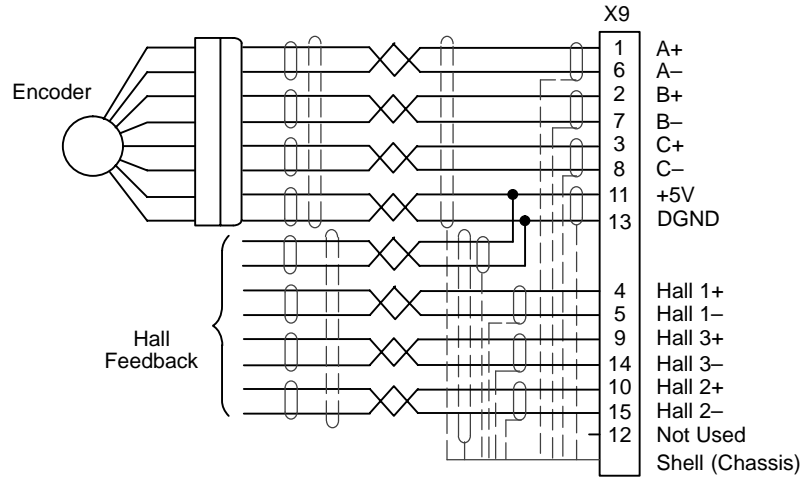 X9
Encoder
1 A+
6 A–
2 B+
7 B–
3 C+
8 C–
11 +5V
13 DGND
Hall
Feedback
4 Hall 1+
5 Hall 1–
9 Hall 3+
14 Hall 3–
10 Hall 2+
15 Hall 2–
12 Not Used
Shell (Chassis)